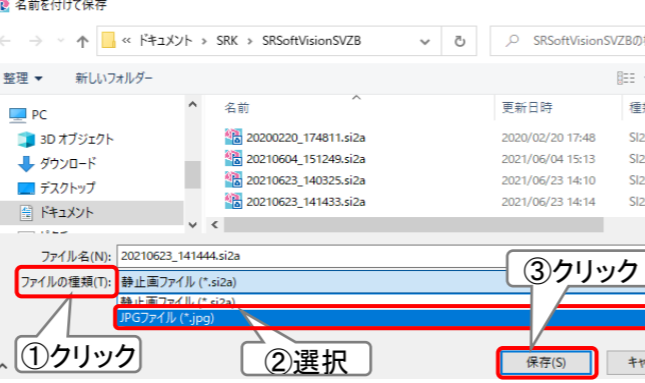 名前を付けて保存
« ドキュメント › SRK › SRSoftVisionSVZB
SRSoftVisionSVZBの
整理 新しいフォルダー
名前 更新日時 種
PC
3D オブジェクト
ダウンロード
デスクトップ
ドキュメント
20200220_174811.si2a 2020/02/20 17:48 SI2
20210604_151249.si2a 2021/06/04 15:13 SI2
20210623_140325.si2a 2021/06/23 14:10 SI2
20210623_141433.si2a 2021/06/23 14:14 SI2
ファイル名(N): 20210623_141444.si2a
ファイルの種類(T): 静止画ファイル (*.si2a)
静止画ファイル (*.si2a)
JPGファイル (*.jpg)
①クリック
②選択
③クリック
保存(S) キャ